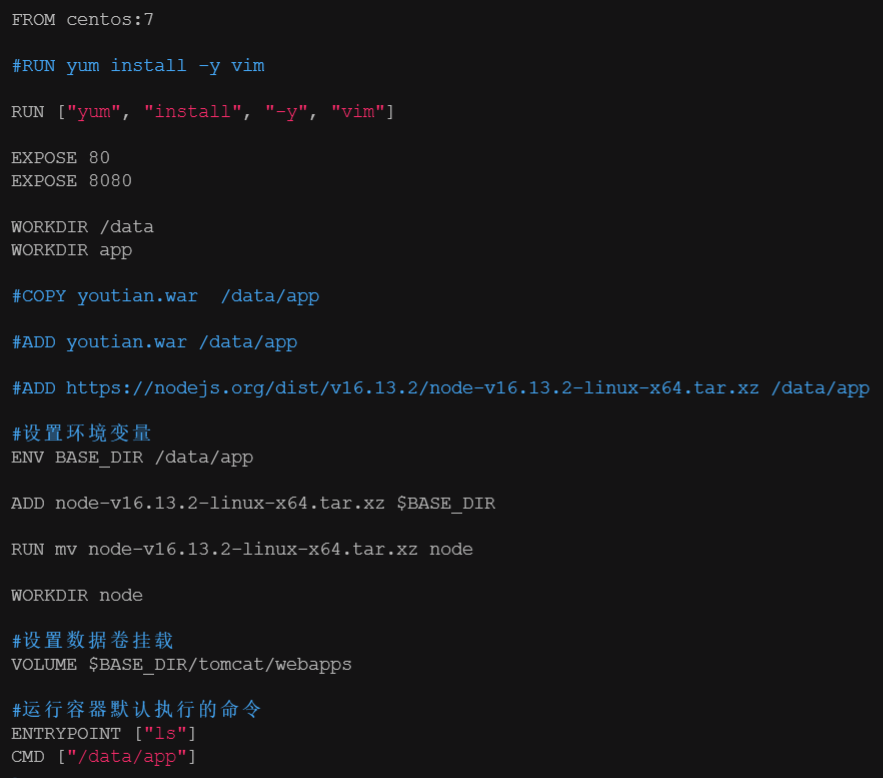 FROM centos:7
#RUN yum install -y vim
RUN ["yum", "install", "-y", "vim"]
EXPOSE 80
EXPOSE 8080
WORKDIR /data
WORKDIR app
#COPY youtian.war  /data/app
#ADD youtian.war /data/app
#ADD https://nodejs.org/dist/v16.13.2/node-v16.13.2-linux-x64.tar.xz /data/app
#设置环境变量
ENV BASE_DIR /data/app
ADD node-v16.13.2-linux-x64.tar.xz $BASE_DIR
RUN mv node-v16.13.2-linux-x64.tar.xz node
WORKDIR node
#设置数据卷挂载
VOLUME $BASE_DIR/tomcat/webapps
#运行容器默认执行的命令
ENTRYPOINT ["ls"]
CMD ["/data/app"]